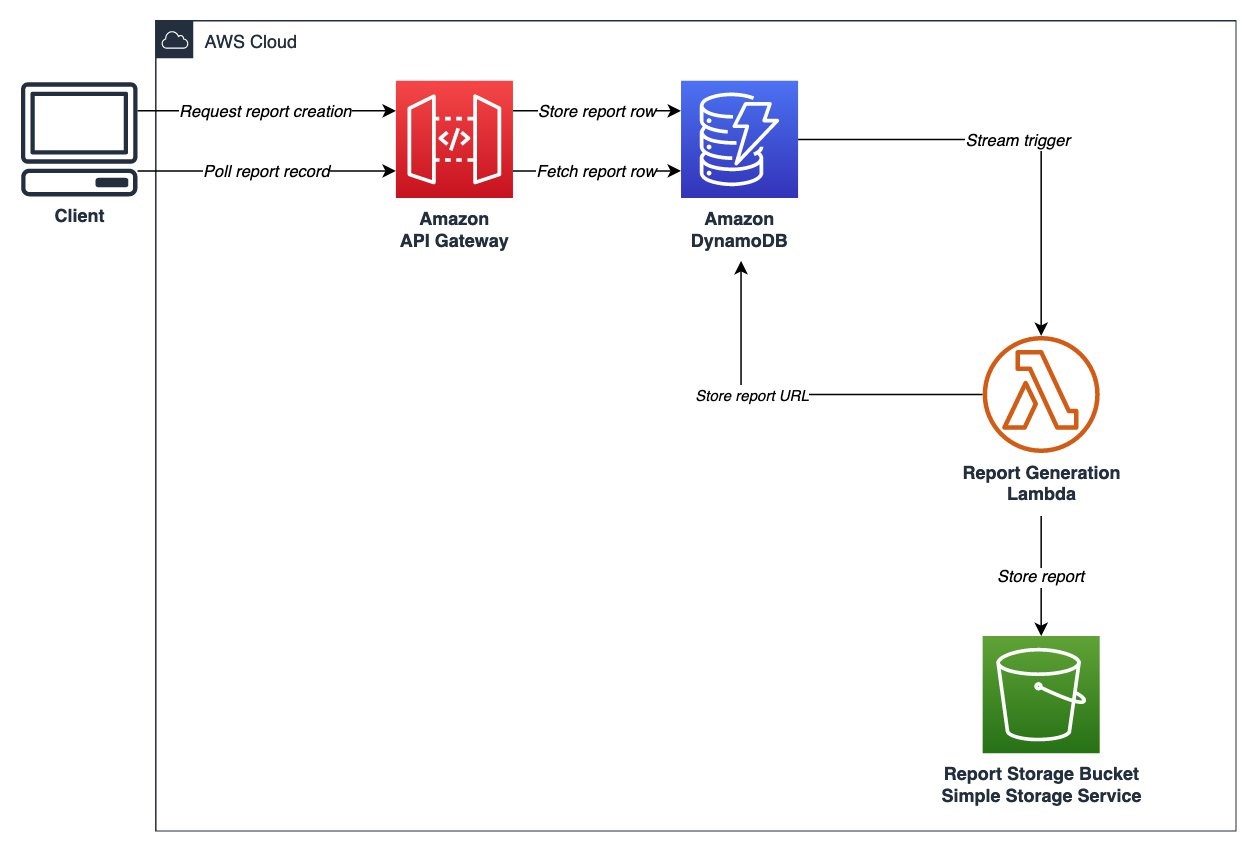 AWS Cloud
Request report creation
Store report row
Stream trigger
Poll report record
Fetch report row
</>
Client
Amazon
API Gateway
Amazon
DynamoDB
Store report URL
Report Generation
Lambda
Store report
Report Storage Bucket
Simple Storage Service